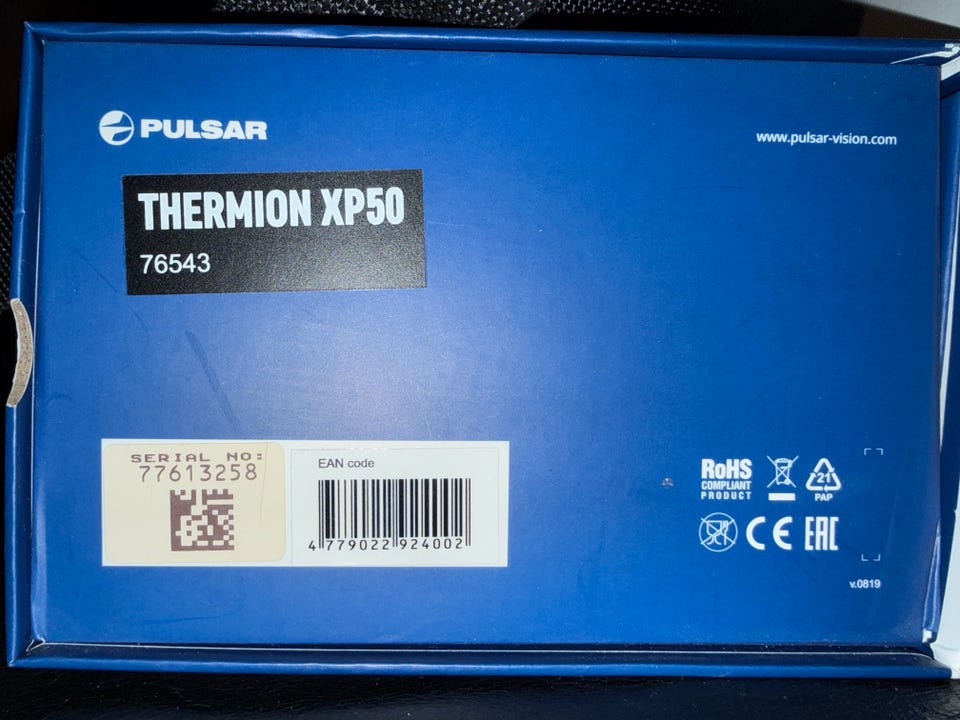 PULSAR
www.pulsar-vision.com
THERMION XP50
76543
SERIAL NO:
77613258
EAN code
4 779022 924002
RoHS
COMPLIANT
PRODUCT
21
PAP
CE
EAC
v.0819